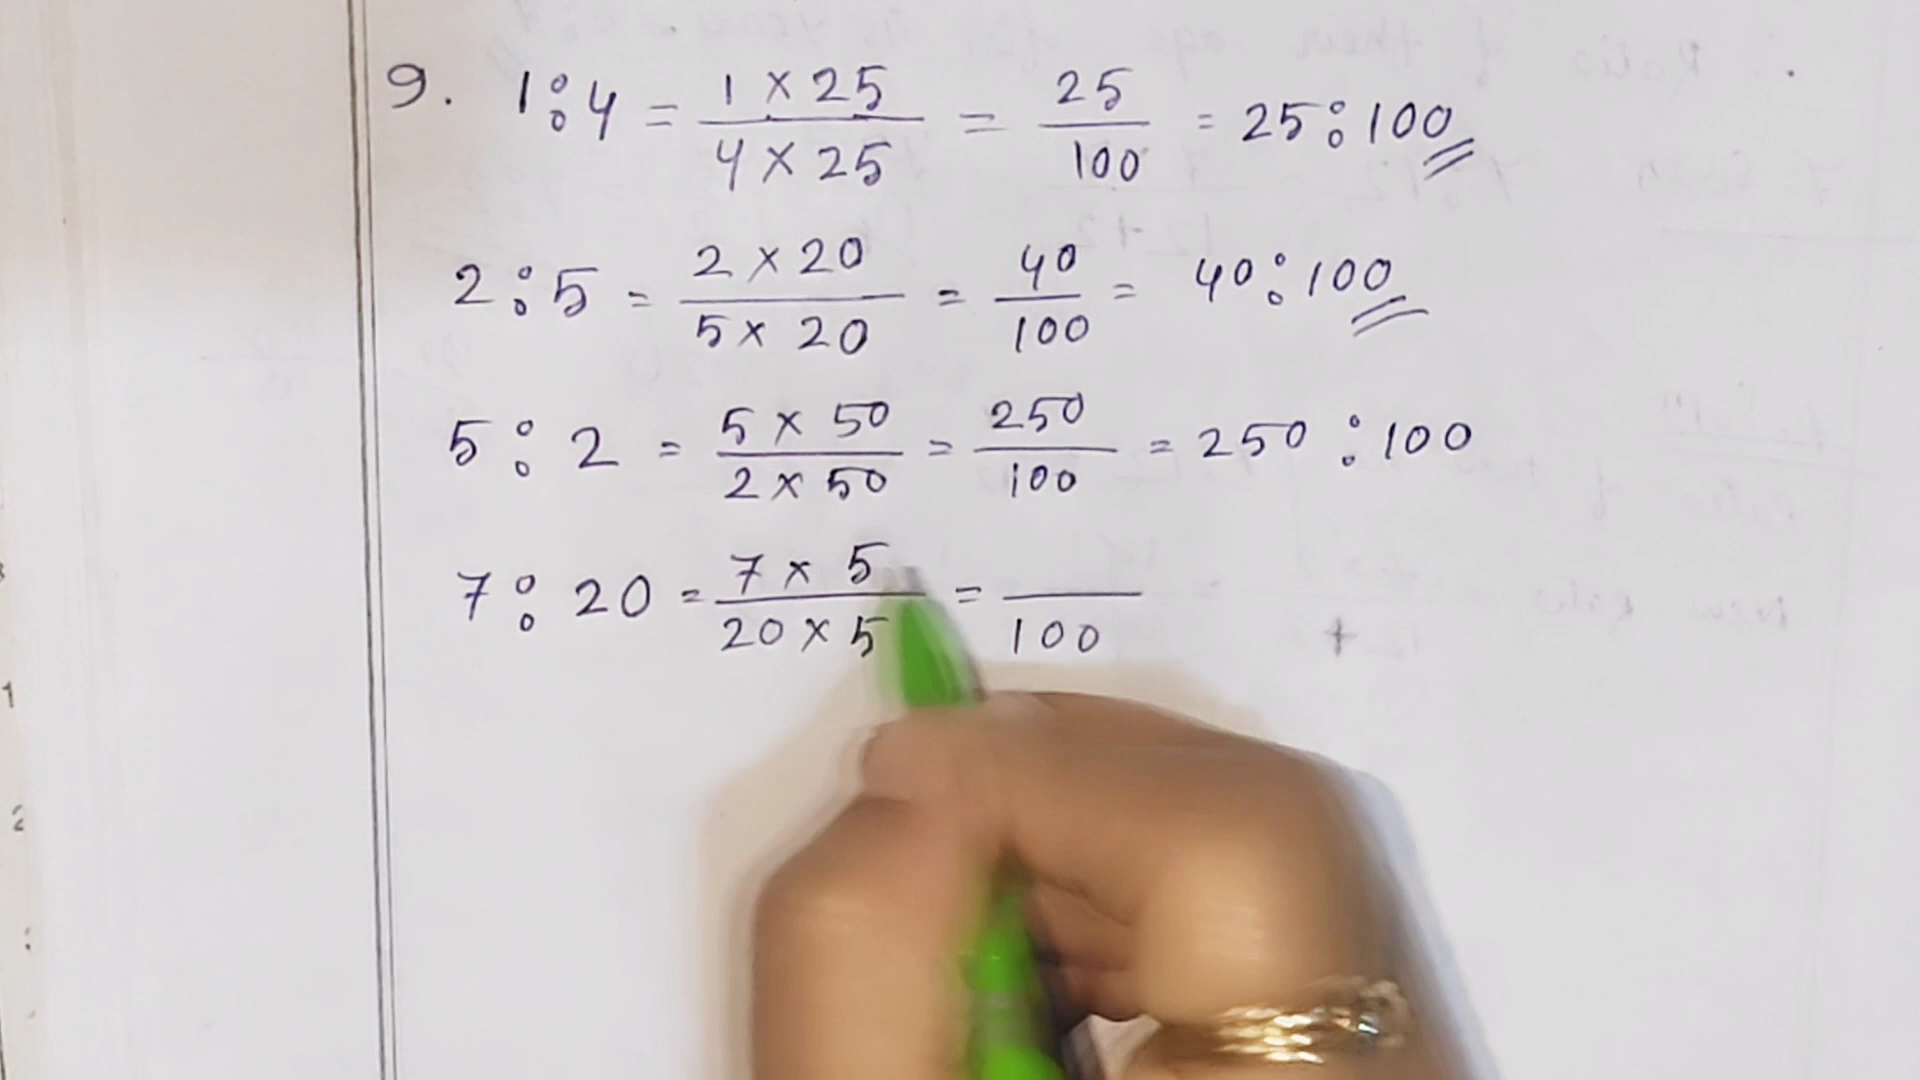 9. 1:4 = 1 × 25 / 4 × 25 = 25 / 100 = 25:100
2:5 = 2 × 20 / 5 × 20 = 40 / 100 = 40:100
5:2 = 5 × 50 / 2 × 50 = 250 / 100 = 250:100
7:20 = 7 × 5 / 20 × 5 = / 100